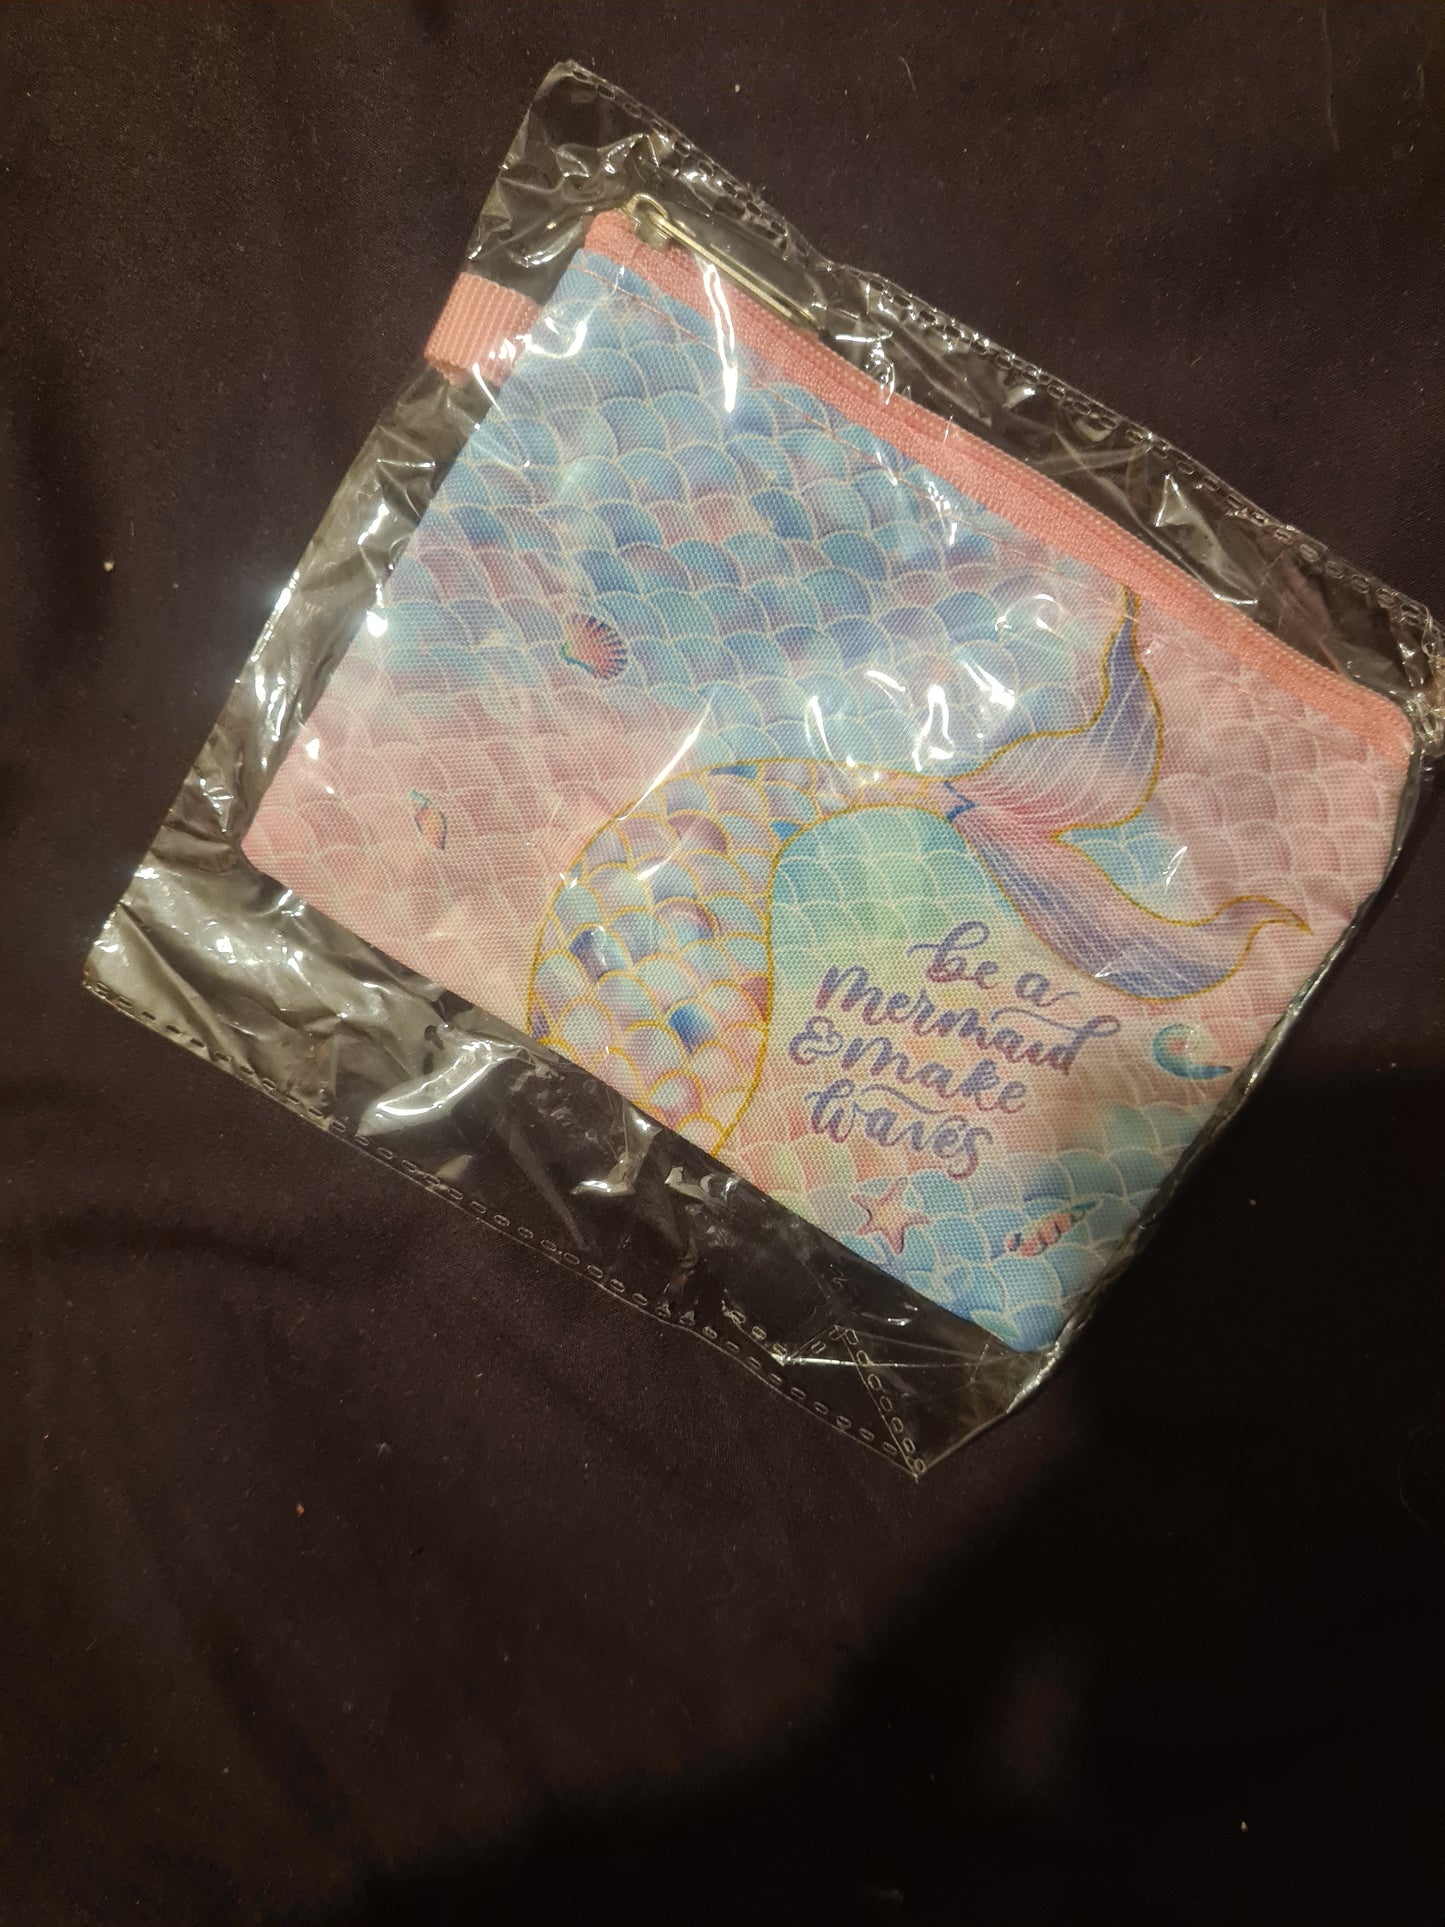 be a
mermaid
& make
waves